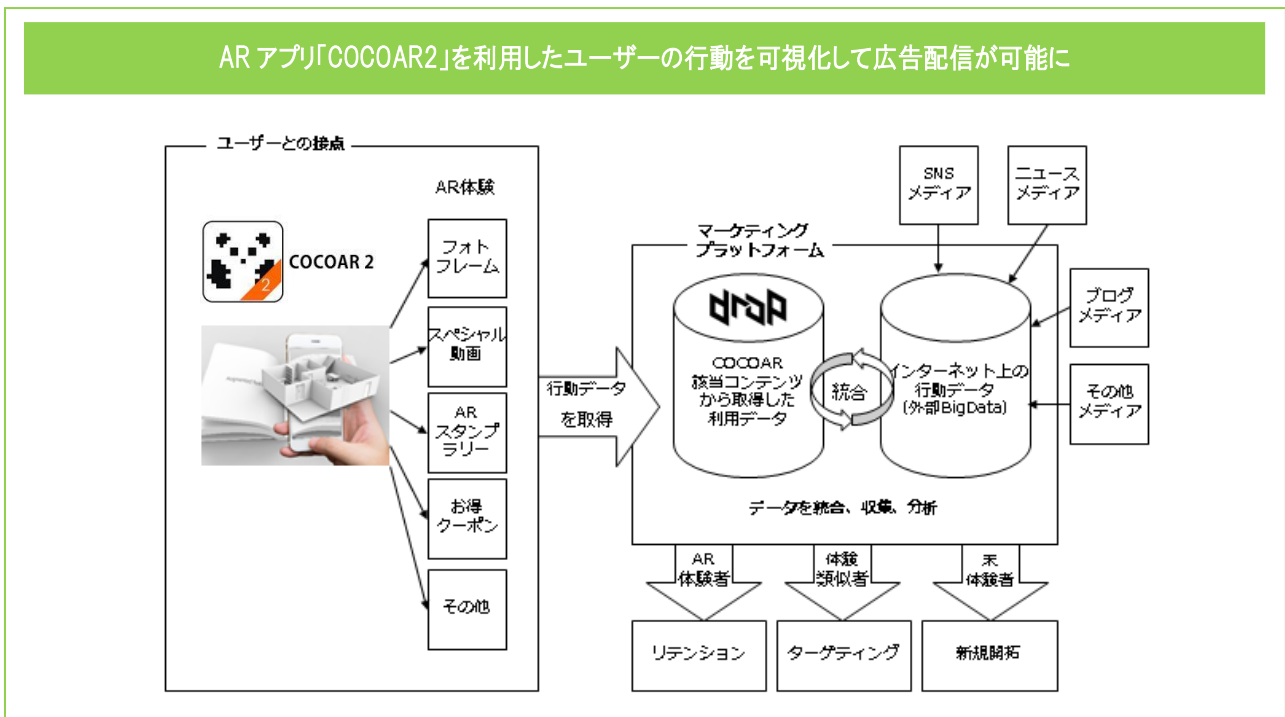 ARアプリ「COCOAR2」を利用したユーザーの行動を可視化して広告配信が可能に
ユーザーとの接点
AR体験
COCOAR 2
2
フォト
フレーム
スペシャル
動画
AR
スタンプ
ラリー
お得
クーポン
その他
行動データ
を取得
マーケティング
プラットフォーム
drop
COCOAR
該当コンテンツ
から取得した
利用データ
統合
インターネット上の
行動データ
(外部BigData)
SNS
メディア
ニュース
メディア
ブログ
メディア
その他
メディア
データを統合、収集、分析
AR
体験者
体験
類似者
未
体験者
リテンション
ターゲティング
新規開拓